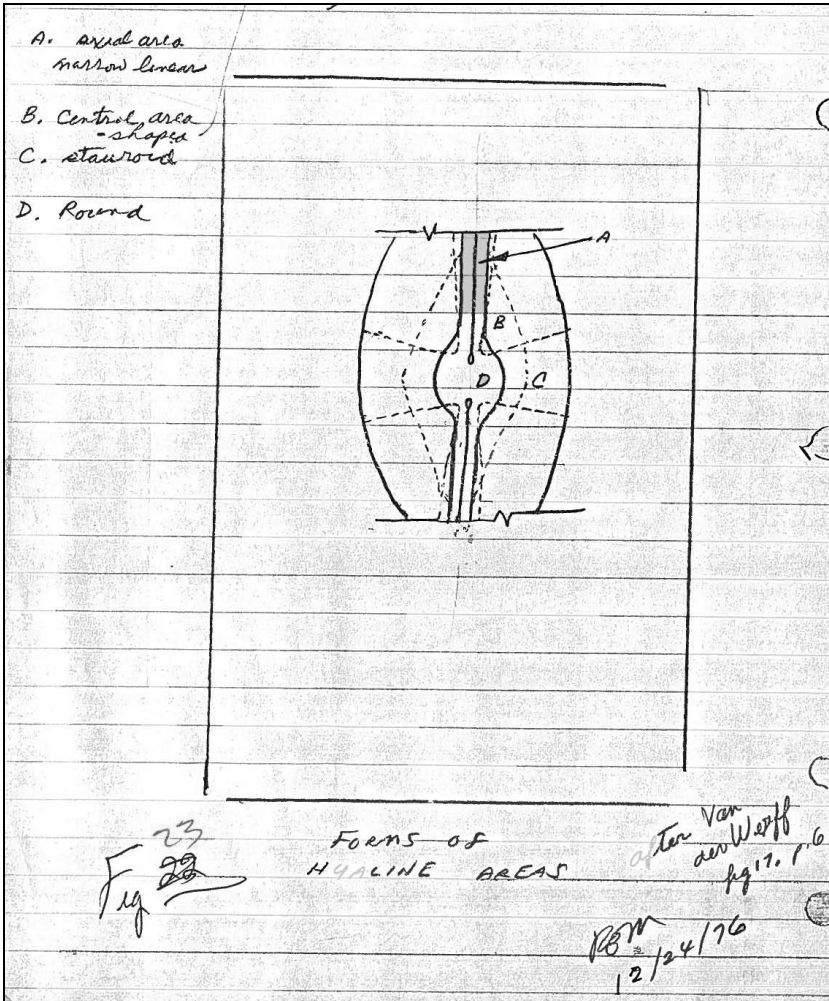 A. axial area
narrow linear
B. Central area
-shaped
C. stauroid
D. Round
A
B
D
C
23
Fig 22
FORMS OF
HYALINE AREAS
after Van
der Werff
fig 17. p. 6
12/24/76